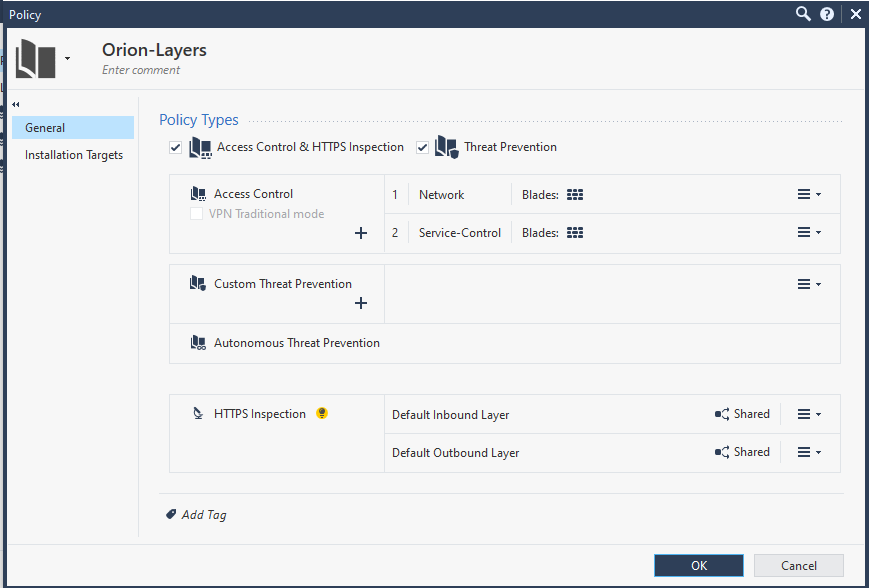 Policy
Orion-Layers
Enter comment
General
Installation Targets
Policy Types
Access Control & HTTPS Inspection Threat Prevention
Access Control
VPN Traditional mode
1 Network Blades:
2 Service-Control Blades:
Custom Threat Prevention
Autonomous Threat Prevention
HTTPS Inspection
Default Inbound Layer Shared
Default Outbound Layer Shared
Add Tag
OK Cancel